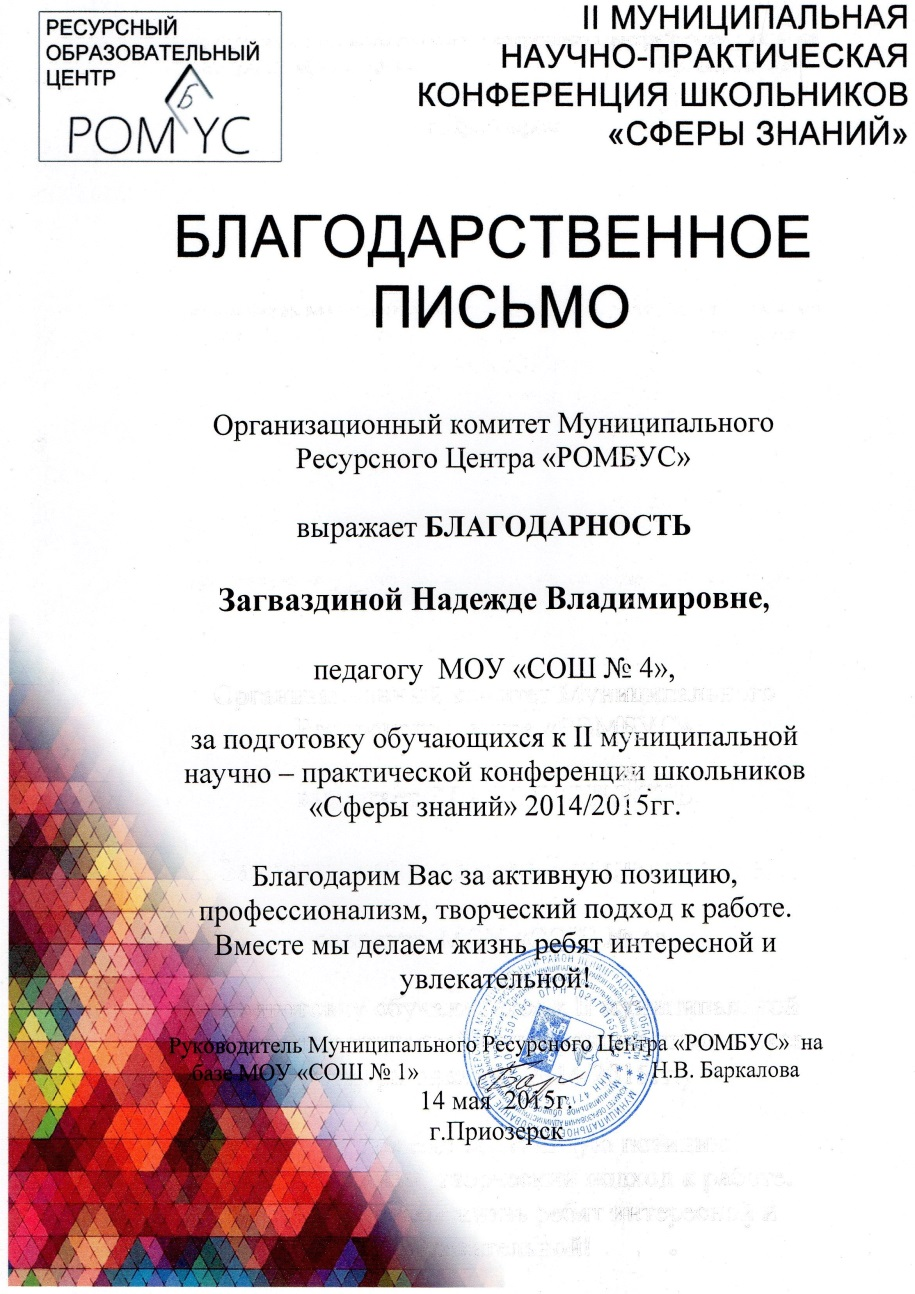 РЕСУРСНЫЙ
ОБРАЗОВАТЕЛЬНЫЙ
ЦЕНТР
Б
РОМ УС
II МУНИЦИПАЛЬНАЯ
НАУЧНО-ПРАКТИЧЕСКАЯ
КОНФЕРЕНЦИЯ ШКОЛЬНИКОВ
«СФЕРЫ ЗНАНИЙ»
БЛАГОДАРСТВЕННОЕ
ПИСЬМО
Организационный комитет Муниципального
Ресурсного Центра «РОМБУС»
выражает БЛАГОДАРНОСТЬ
Загваздиной Надежде Владимировне,
педагогу МОУ «СОШ № 4»,
за подготовку обучающихся к II муниципальной
научно – практической конференции школьников
«Сферы знаний» 2014/2015гг.
Благодарим Вас за активную позицию,
профессионализм, творческий подход к работе.
Вместе мы делаем жизнь ребят интересной и
увлекательной!
Руководитель Муниципального Ресурсного Центра «РОМБУС» на
базе МОУ «СОШ № 1» Н.В. Баркалова
14 мая 2015г.
г.Приозерск